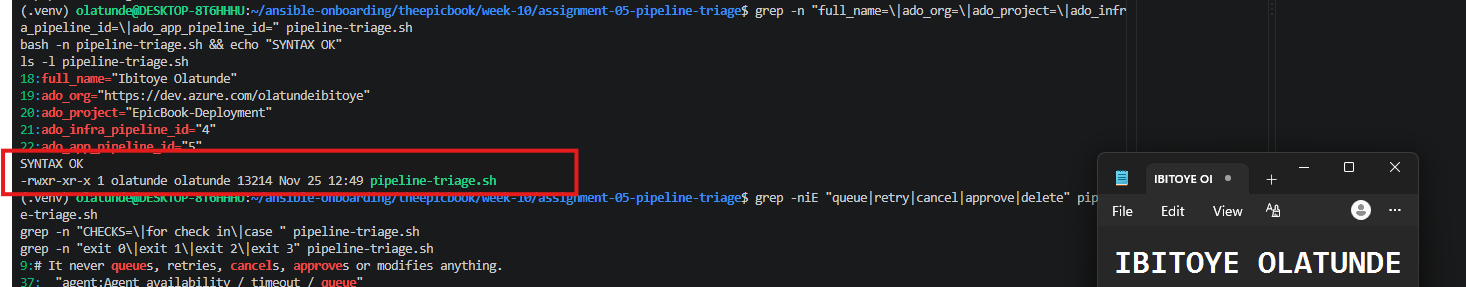 (.venv) olatunde@DESKTOP-8T6HHHU:~/ansible-onboarding/theepicbook/week-10/assignment-05-pipeline-triage$ grep -n "full_name=\|ado_org=\|ado_project=\|ado_infr
a_pipeline_id=\|ado_app_pipeline_id=" pipeline-triage.sh
bash -n pipeline-triage.sh && echo "SYNTAX OK"
ls -l pipeline-triage.sh
18:full_name="Ibitoye Olatunde"
19:ado_org="https://dev.azure.com/olatundeibitoye"
20:ado_project="EpicBook-Deployment"
21:ado_infra_pipeline_id="4"
22:ado_app_pipeline_id="5"
SYNTAX OK
-rwxr-xr-x 1 olatunde olatunde 13214 Nov 25 12:49 pipeline-triage.sh
(.venv) olatunde@DESKTOP-8T6HHHU:~/ansible-onboarding/theepicbook/week-10/assignment-05-pipeline-triage$ grep -niE "queue|retry|cancel|approve|delete" pip
e-triage.sh
grep -n "CHECKS=\|for check in\|case " pipeline-triage.sh
grep -n "exit 0\|exit 1\|exit 2\|exit 3" pipeline-triage.sh
9:# It never queues, retries, cancels, approves or modifies anything.
37:  "agent:Agent availability / timeout / queue"
IBITOYE OI
File Edit View
IBITOYE OLATUNDE